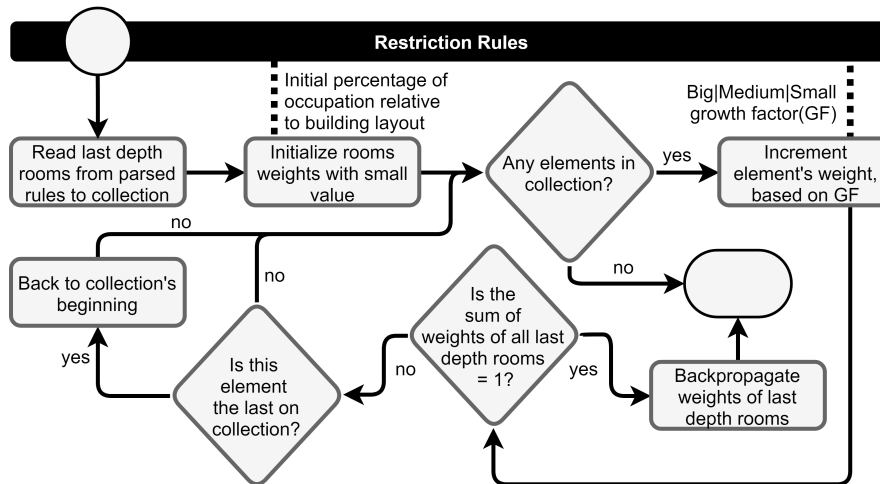 Restriction Rules
Initial percentage of
occupation relative
to building layout
Big|Medium|Small
growth factor(GF)
Read last depth
rooms from parsed
rules to collection
Initialize rooms
weights with small
value
Any elements in
collection?
yes
Increment
element's weight,
based on GF
no
no
Back to collection's
beginning
no
Is the
sum of
weights of all last
depth rooms
= 1?
yes
Is this
element
the last on
collection?
no
yes
Backpropagate
weights of last
depth rooms